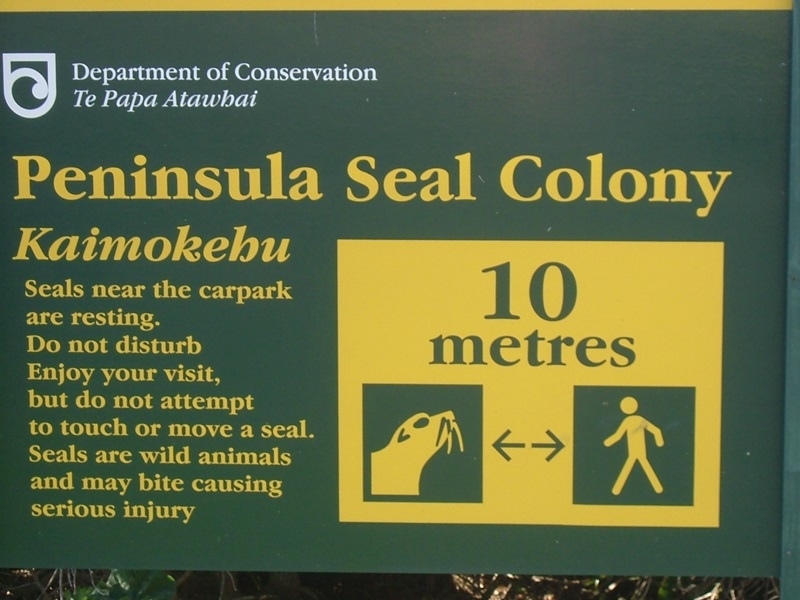 Department of Conservation
Te Papa Atawhai
Peninsula Seal Colony
Kaimokehu
Seals near the carpark
are resting.
Do not disturb
Enjoy your visit,
but do not attempt
to touch or move a seal.
Seals are wild animals
and may bite causing
serious injury
10
metres